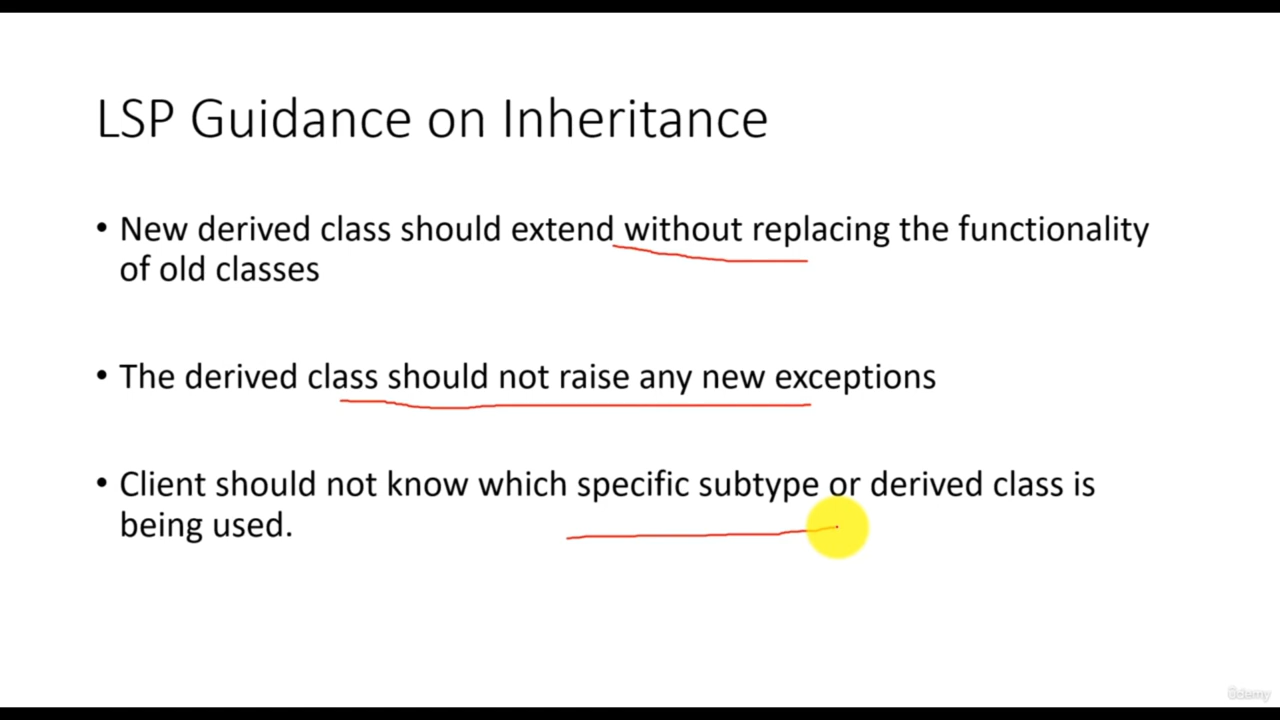 LSP Guidance on Inheritance
• New derived class should extend without replacing the functionality
of old classes
• The derived class should not raise any new exceptions
• Client should not know which specific subtype or derived class is
being used.
ûdemy